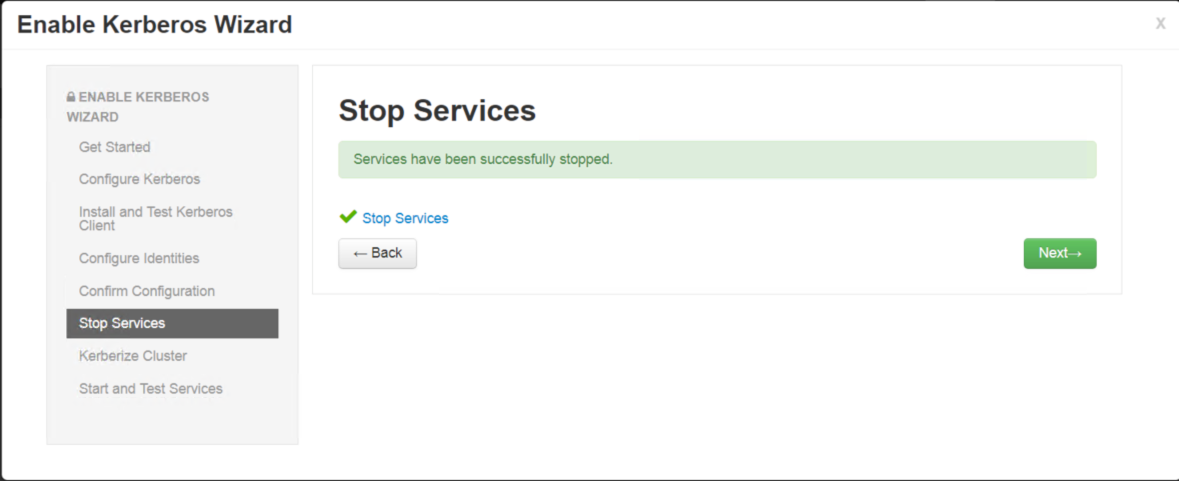 Enable Kerberos Wizard
x
ENABLE KERBEROS
WIZARD
Get Started
Configure Kerberos
Install and Test Kerberos
Client
Configure Identities
Confirm Configuration
Stop Services
Kerberize Cluster
Start and Test Services
Stop Services
Services have been successfully stopped.
Stop Services
← Back
Next→